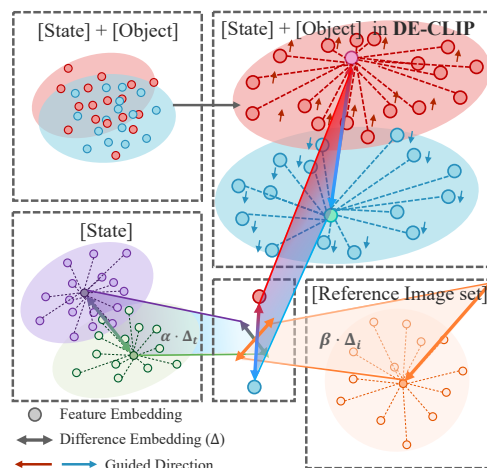 [State] + [Object]
[State] + [Object] in DE-CLIP
[State]
[Reference Image set]
α · Δt
β · Δi
Feature Embedding
Difference Embedding (Δ)
Guided Direction